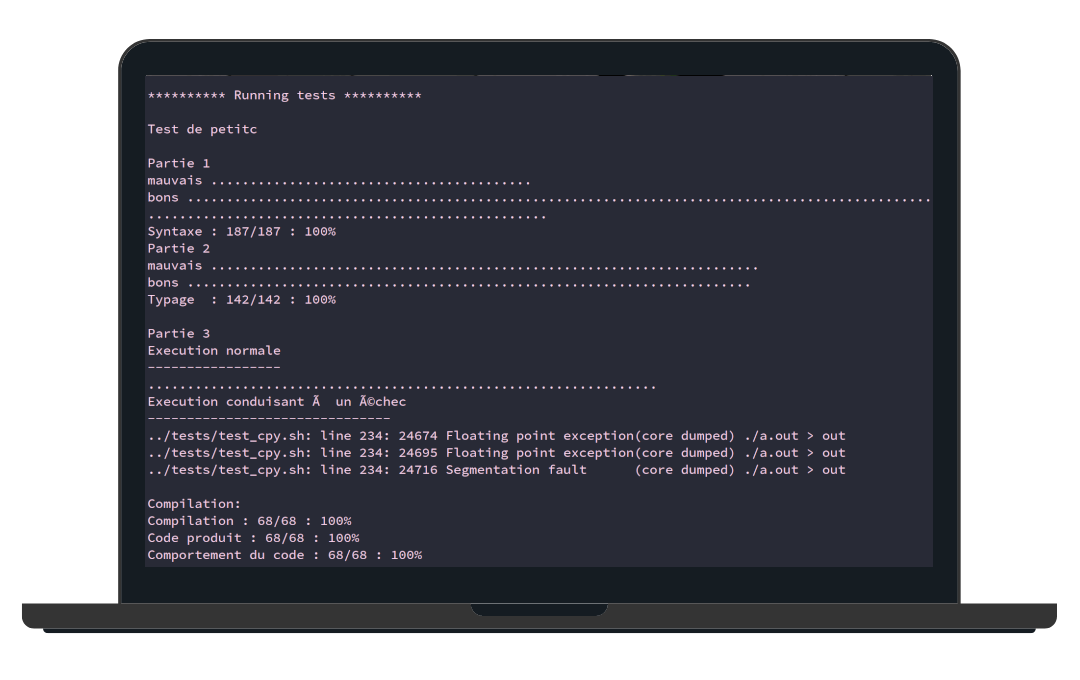 ********** Running tests **********
Test de petitc
Partie 1
mauvais .........................................
bons ...............................................................................................
...................................................
Syntaxe : 187/187 : 100%
Partie 2
mauvais ......................................................................
bons ........................................................................
Typage  : 142/142 : 100%
Partie 3
Execution normale
-----------------
.................................................................
Execution conduisant Ã  un Ã©chec
-------------------------------
../tests/test_cpy.sh: line 234: 24674 Floating point exception(core dumped) ./a.out > out
../tests/test_cpy.sh: line 234: 24695 Floating point exception(core dumped) ./a.out > out
../tests/test_cpy.sh: line 234: 24716 Segmentation fault      (core dumped) ./a.out > out
Compilation:
Compilation : 68/68 : 100%
Code produit : 68/68 : 100%
Comportement du code : 68/68 : 100%